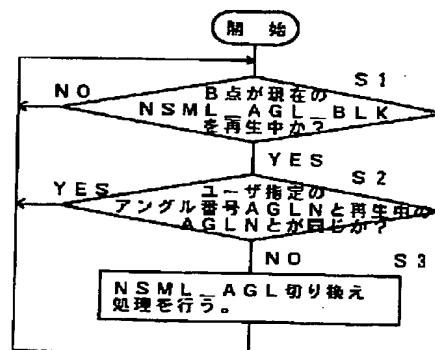 開 始
S1
NO
B点が現在の
NSML_AGL_BLK
を再生中か?
YES
S2
YES
ユーザ指定の
アングル番号AGLNと再生中の
AGLNとが同じか?
NO
S3
NSML_AGL切り換え
処理を行う。